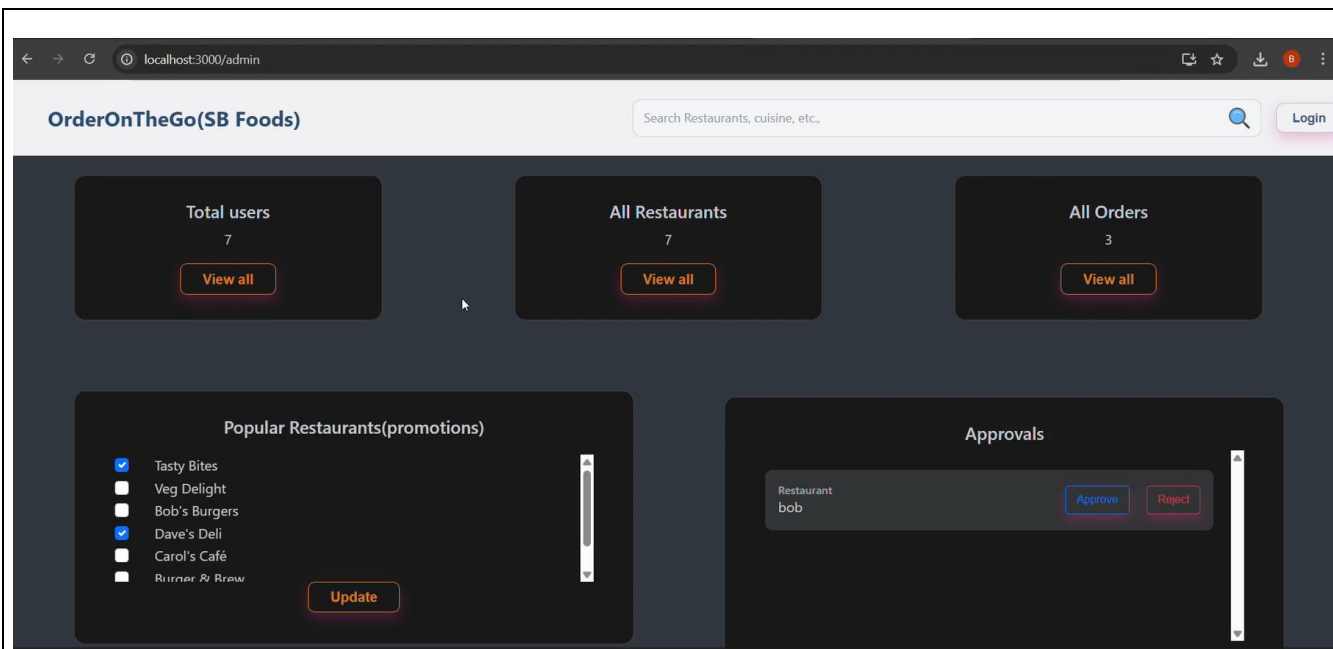 localhost:3000/admin
B
OrderOnTheGo(SB Foods)
Search Restaurants, cuisine, etc.,
Login
Total users
7
View all
All Restaurants
7
View all
All Orders
3
View all
Popular Restaurants(promotions)
Tasty Bites
Veg Delight
Bob's Burgers
Dave's Deli
Carol's Café
Burger & Brew
Update
Approvals
Restaurant
bob
Approve
Reject